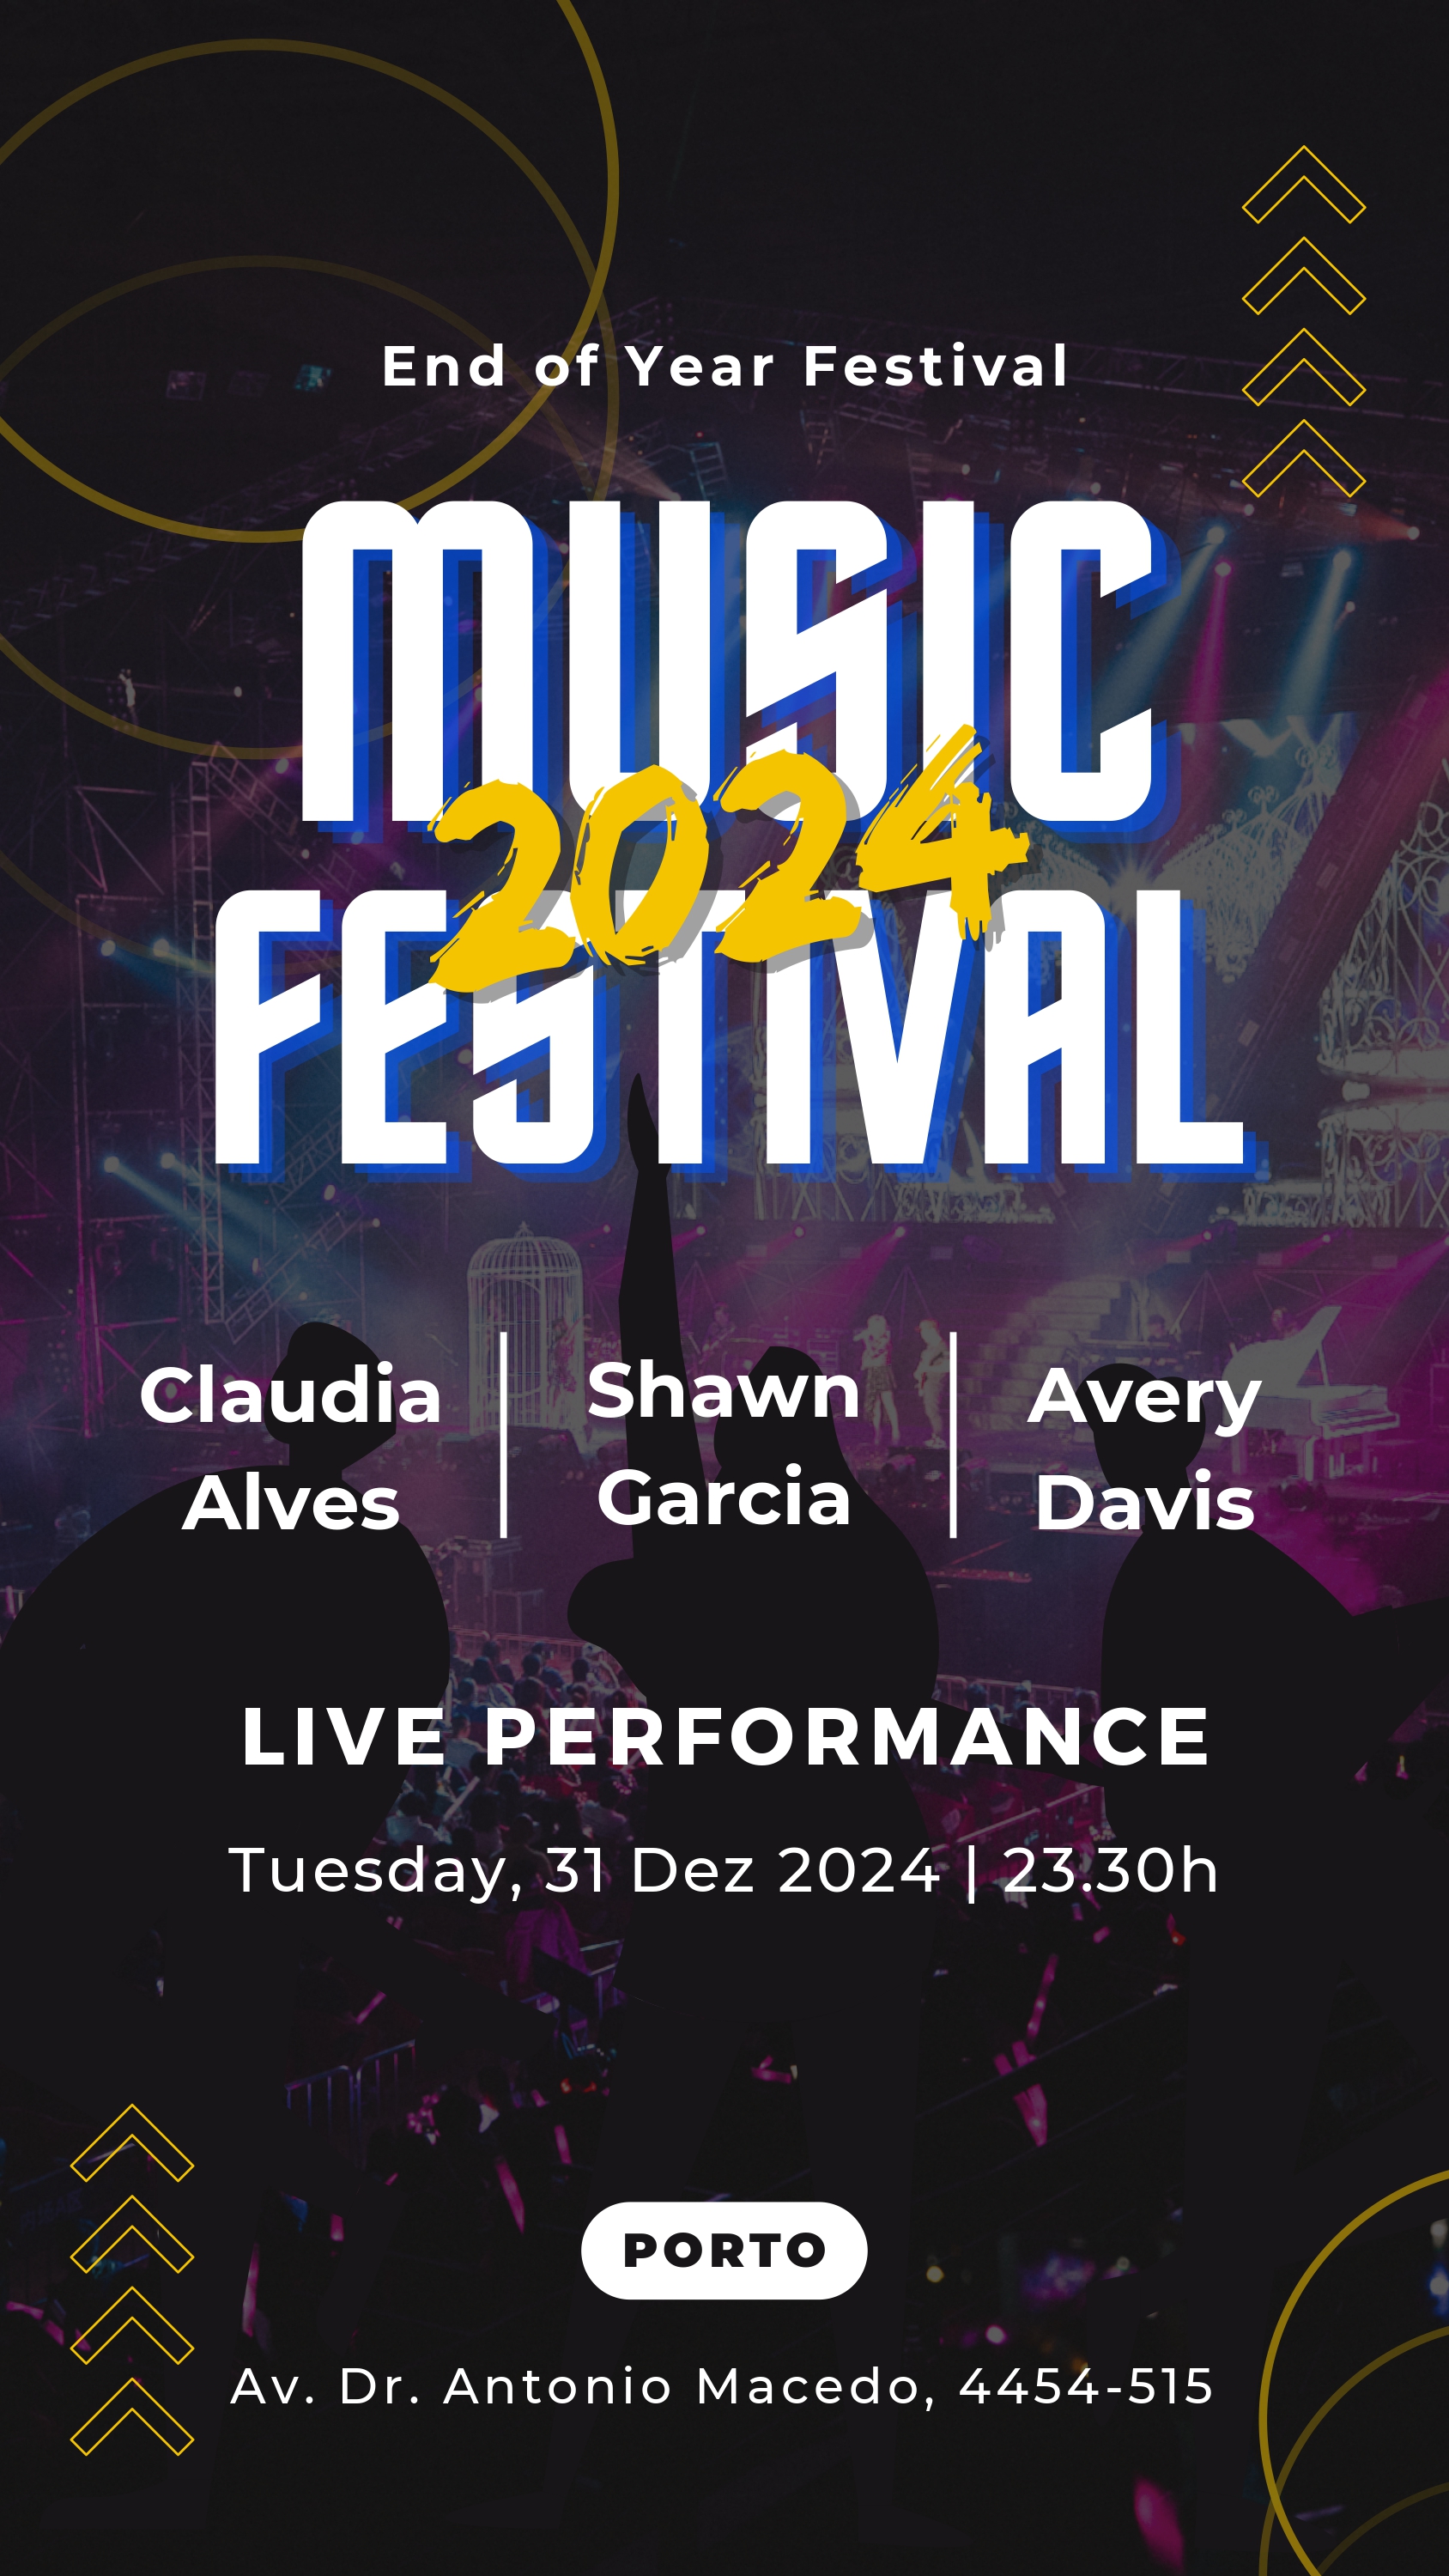 End of Year Festival
MUSIC
2024
FESTIVAL
Claudia
Alves
Shawn
Garcia
Avery
Davis
LIVE PERFORMANCE
Tuesday, 31 Dez 2024 | 23.30h
PORTO
Av. Dr. Antonio Macedo, 4454-515